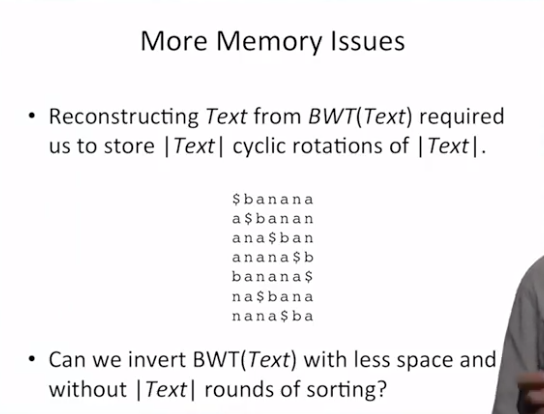 More Memory Issues
• Reconstructing Text from BWT(Text) required
us to store |Text| cyclic rotations of |Text|.
$banana
a$banan
ana$ban
anana$b
banana$
na$bana
nana$ba
• Can we invert BWT(Text) with less space and
without |Text| rounds of sorting?